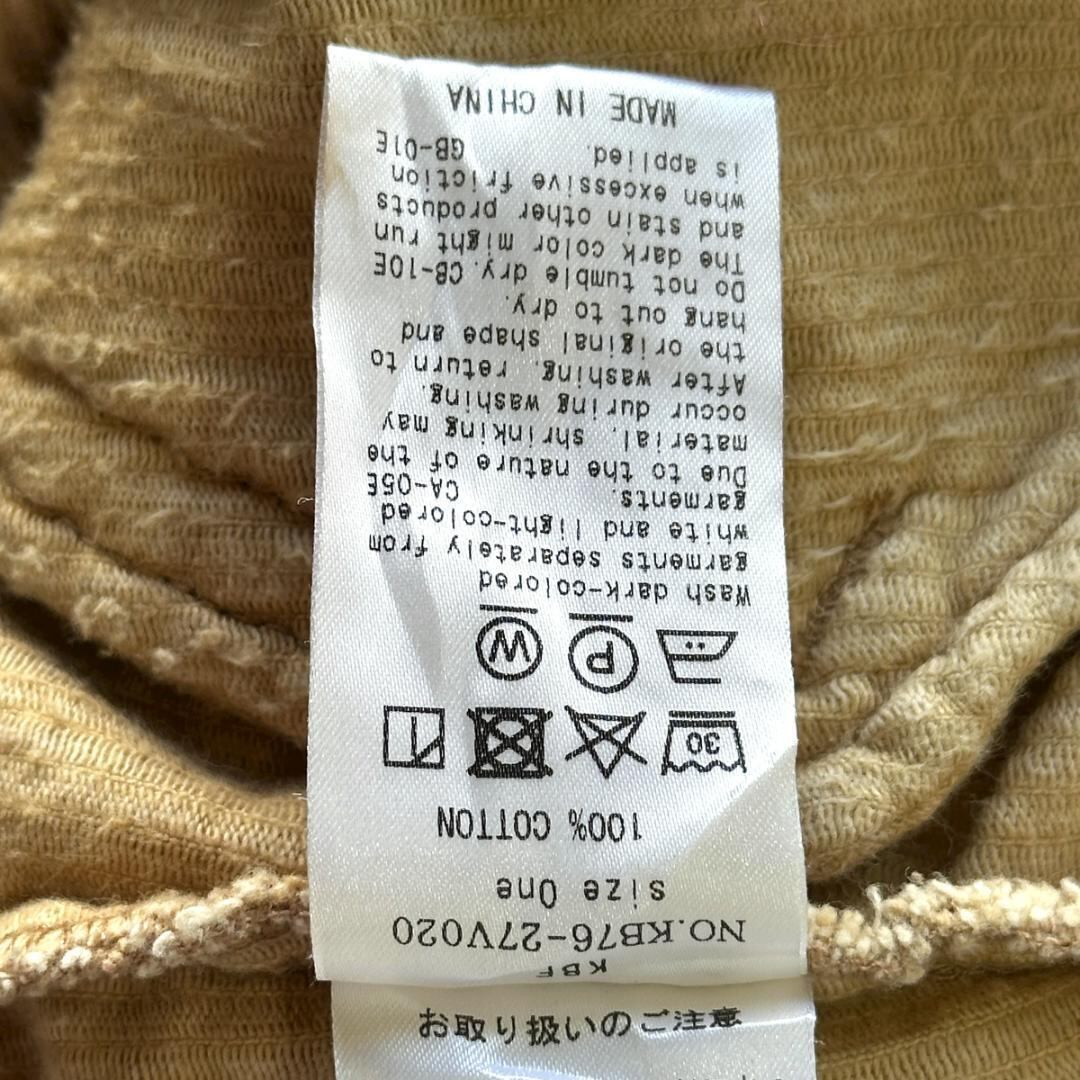 KBF
NO.KB76-27V020
size One
100% COTTON
30
P W
Wash dark-colored
garments separately from
white and light-colored
garments. CA-05E
Due to the nature of the
material, shrinking may
occur during washing.
After washing, return to
the original shape and
hang out to dry.
Do not tumble dry. CB-10E
The dark color might run
and stain other products
when excessive friction
is applied. GB-01E
MADE IN CHINA
お取り扱いのご注意